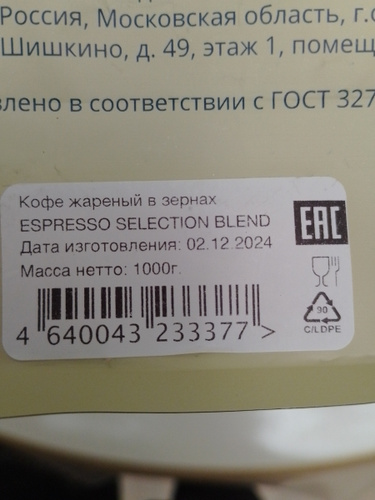 Россия, Московская область, г.о
Шишкино, д. 49, этаж 1, помещ
влено в соответствии с ГОСТ 327
Кофе жареный в зернах
ESPRESSO SELECTION BLEND
Дата изготовления: 02.12.2024
Масса нетто: 1000г.
EAC
4 640043 233377 >
90
C/LDPE